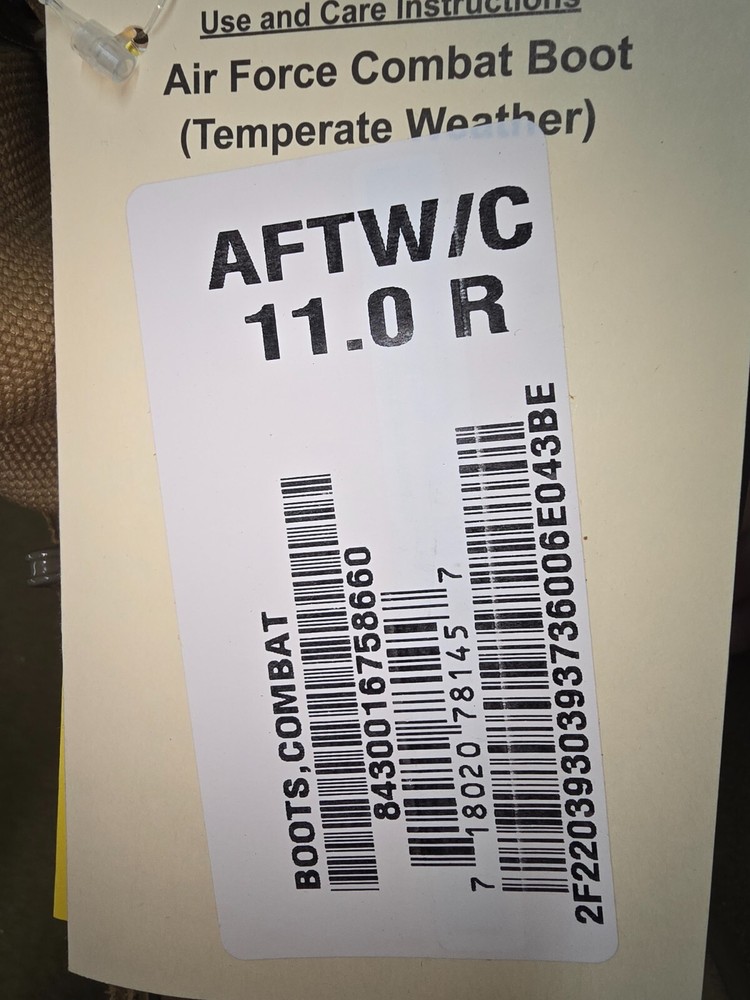 Use and Care Instructions
Air Force Combat Boot
(Temperate Weather)
AFTW/C
11.0 R
BOOTS,COMBAT
8430016758660
7 18020 78145 7
2F2203930393736006E043BE